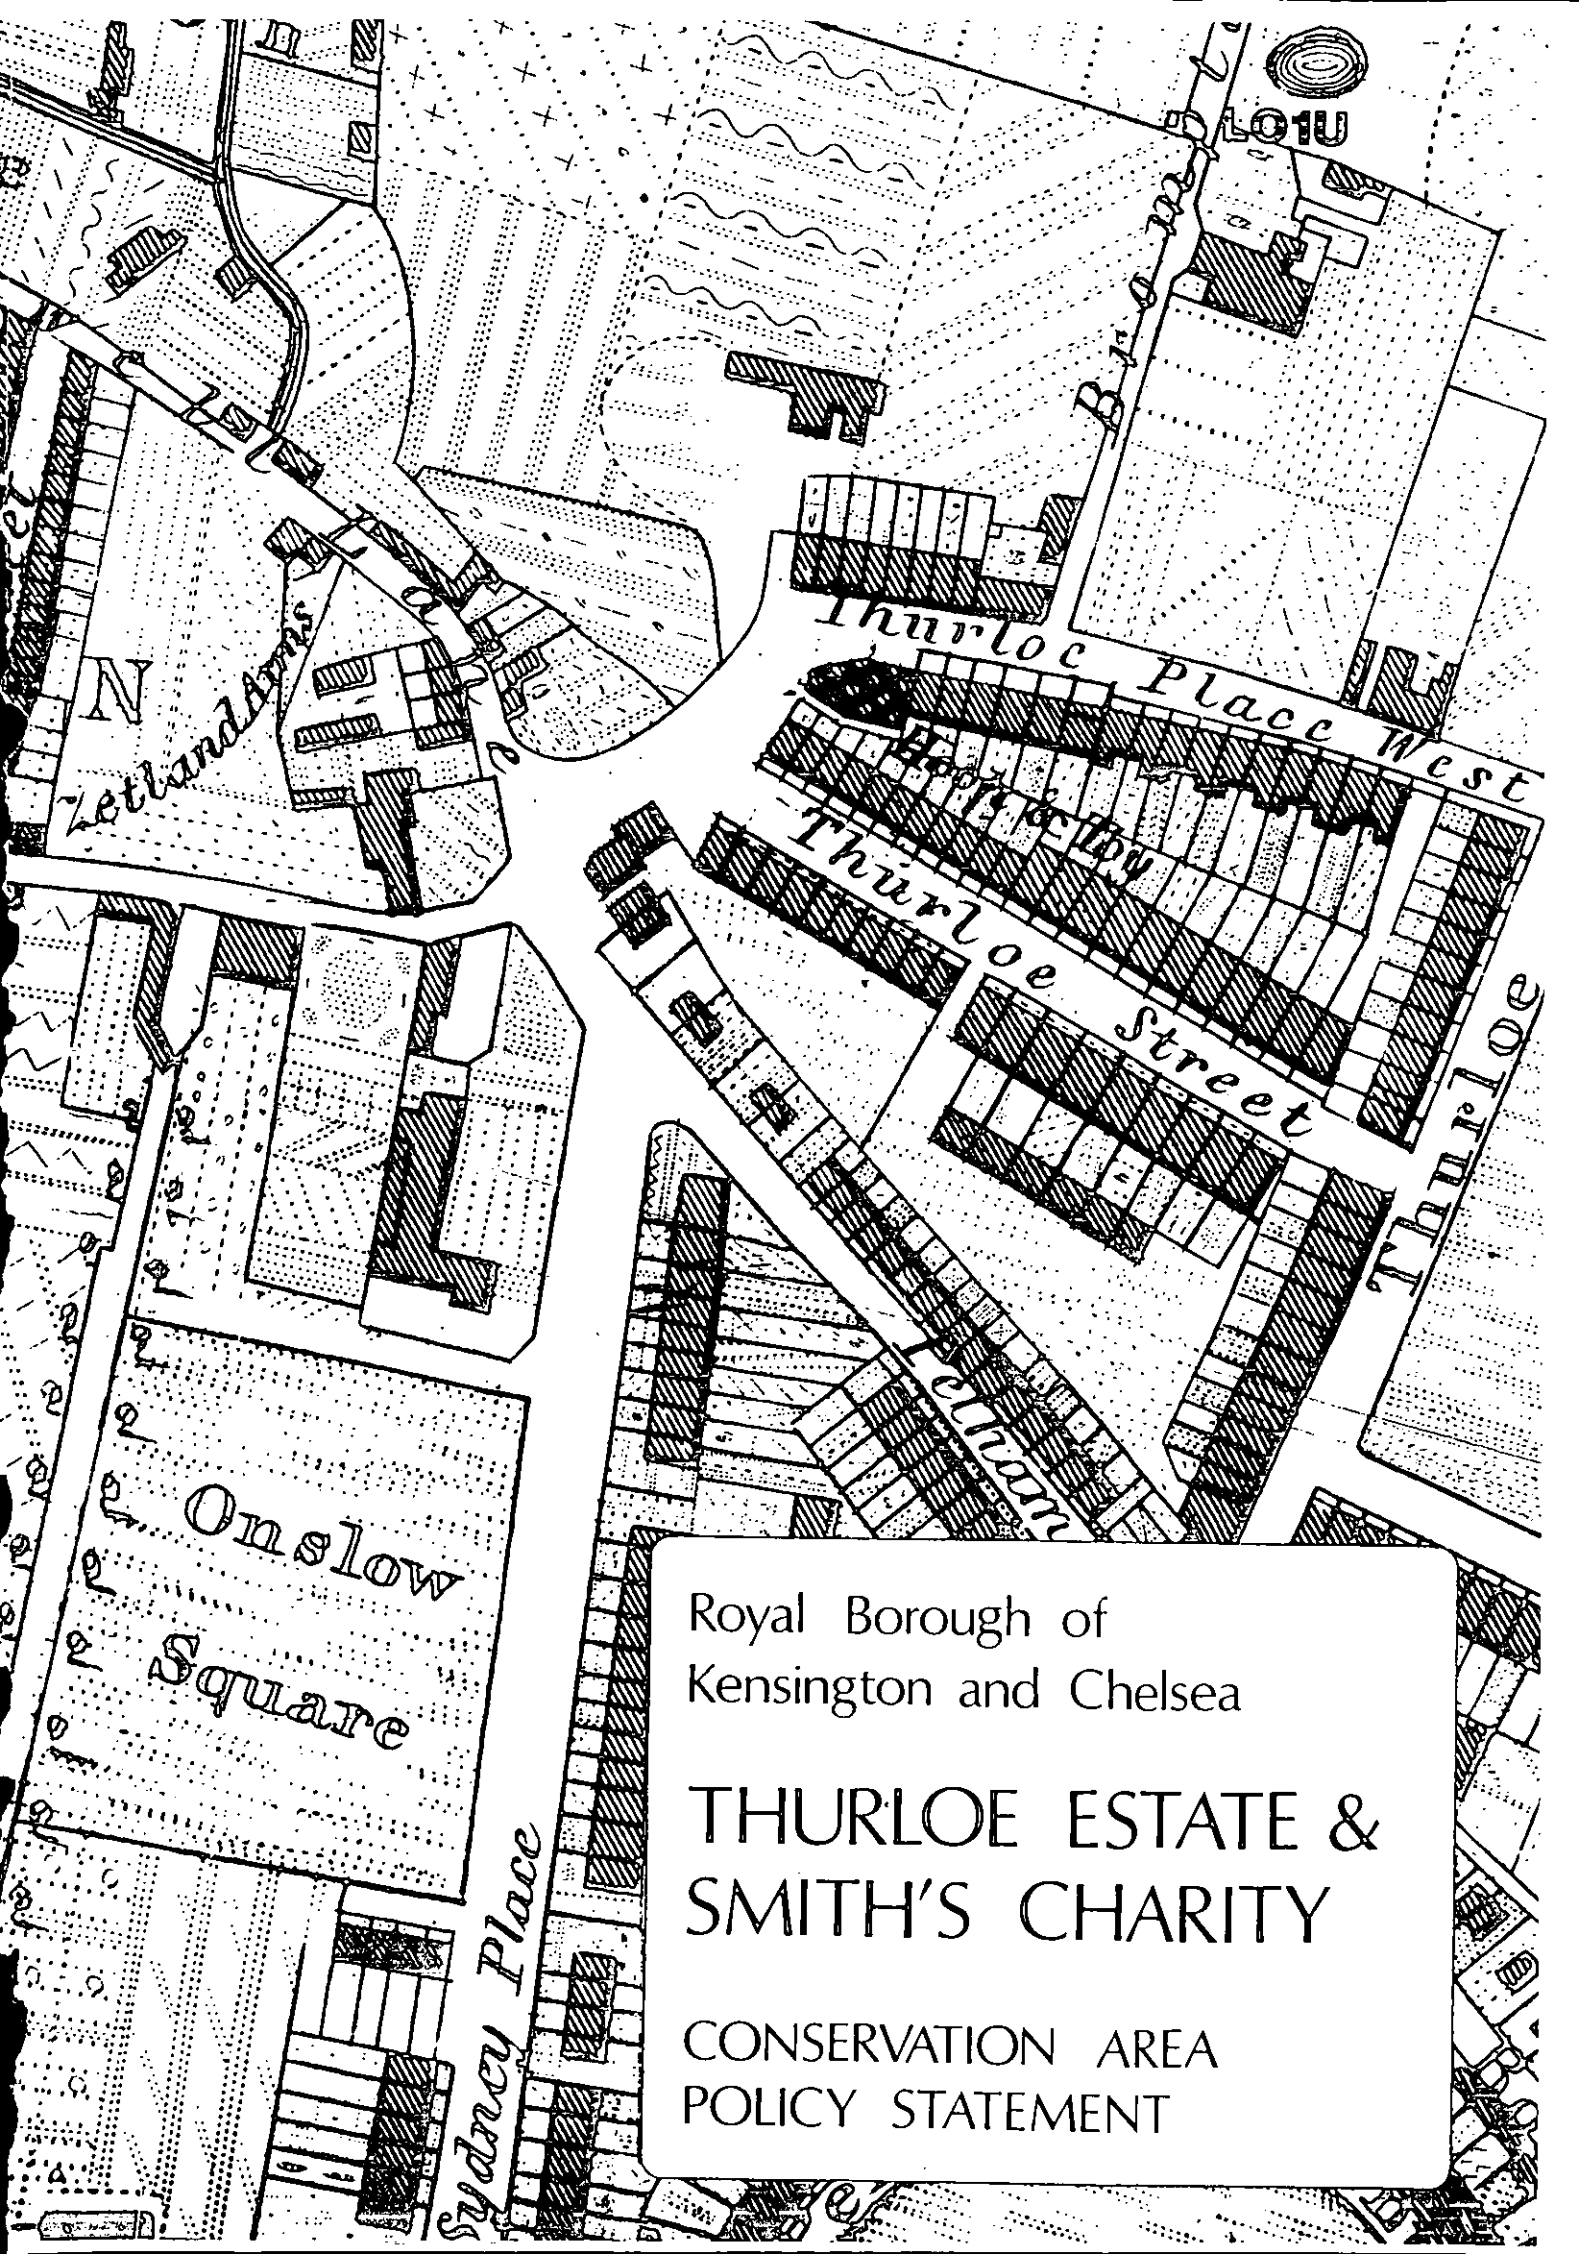 LO1U
Thurloe Place West
Zetland Arms
N
Thurloe Street
Thurloe
Pelham
Onslow
Square
Sydney Place
Royal Borough of
Kensington and Chelsea
THURLOE ESTATE &
SMITH'S CHARITY
CONSERVATION AREA
POLICY STATEMENT